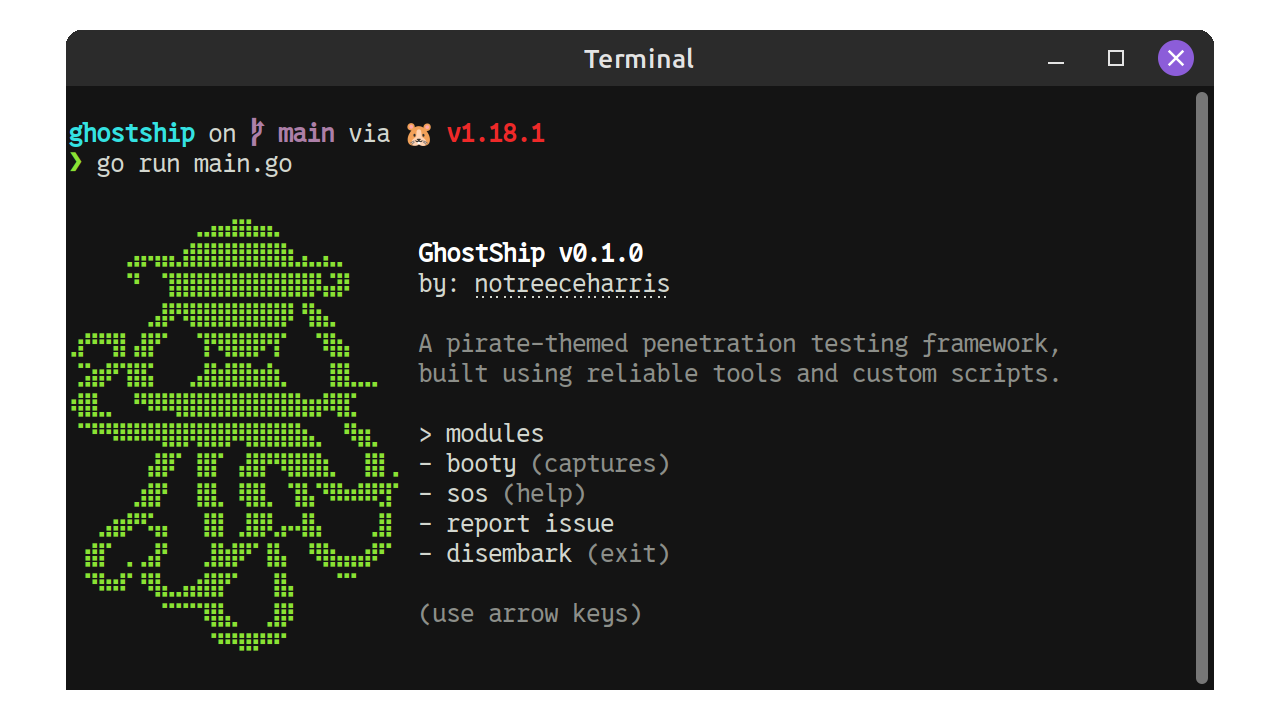 Terminal
ghostship on main via 🐹 v1.18.1
❯ go run main.go
GhostShip v0.1.0
by: notreeceharris
A pirate-themed penetration testing framework,
built using reliable tools and custom scripts.
> modules
- booty (captures)
- sos (help)
- report issue
- disembark (exit)
(use arrow keys)